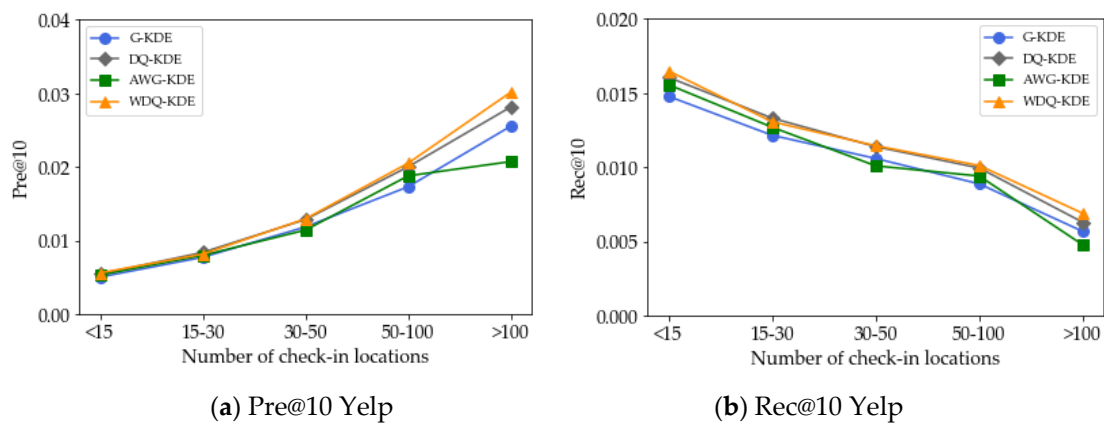 0.04
0.03
0.02
0.01
0.00
Pre@10
G-KDE
DQ-KDE
AWG-KDE
WDQ-KDE
<15 15-30 30-50 50-100 >100
Number of check-in locations
(a) Pre@10 Yelp
0.020
0.015
0.010
0.005
0.000
Rec@10
G-KDE
DQ-KDE
AWG-KDE
WDQ-KDE
<15 15-30 30-50 50-100 >100
Number of check-in locations
(b) Rec@10 Yelp